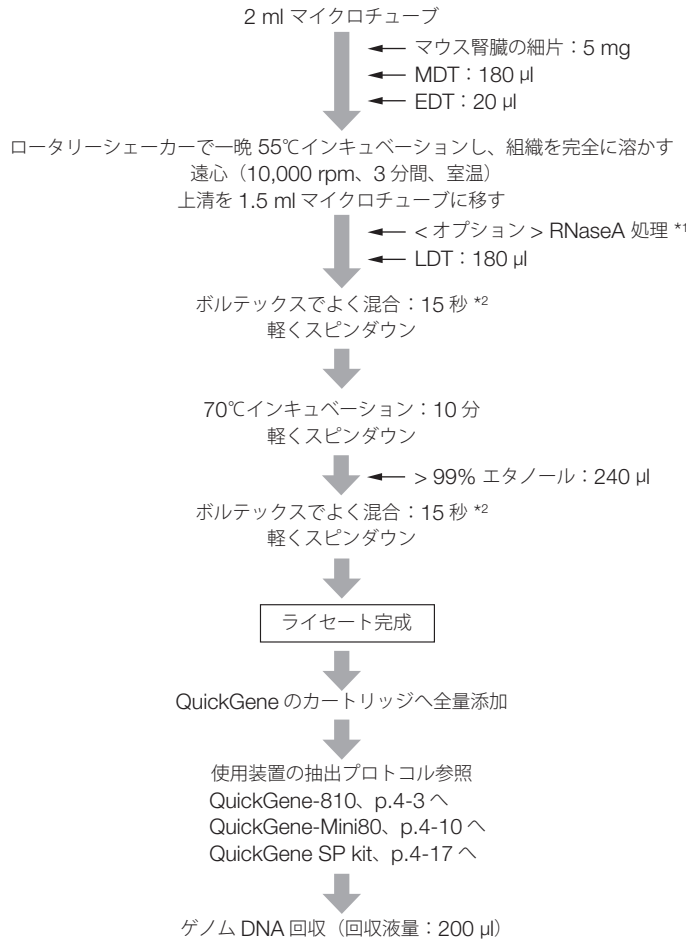 2 ml マイクロチューブ
マウス腎臓の細片：5 mg
MDT：180 µl
EDT：20 µl
ロータリーシェーカーで一晩 55℃インキュベーションし、組織を完全に溶かす
遠心（10,000 rpm、3 分間、室温）
上清を 1.5 ml マイクロチューブに移す
< オプション > RNaseA 処理 *1
LDT：180 µl
ボルテックスでよく混合：15 秒 *2
軽くスピンダウン
70℃インキュベーション：10 分
軽くスピンダウン
> 99% エタノール：240 µl
ボルテックスでよく混合：15 秒 *2
軽くスピンダウン
ライセート完成
QuickGene のカートリッジへ全量添加
使用装置の抽出プロトコル参照
QuickGene-810、p.4-3 へ
QuickGene-Mini80、p.4-10 へ
QuickGene SP kit、p.4-17 へ
ゲノム DNA 回収（回収液量：200 µl）